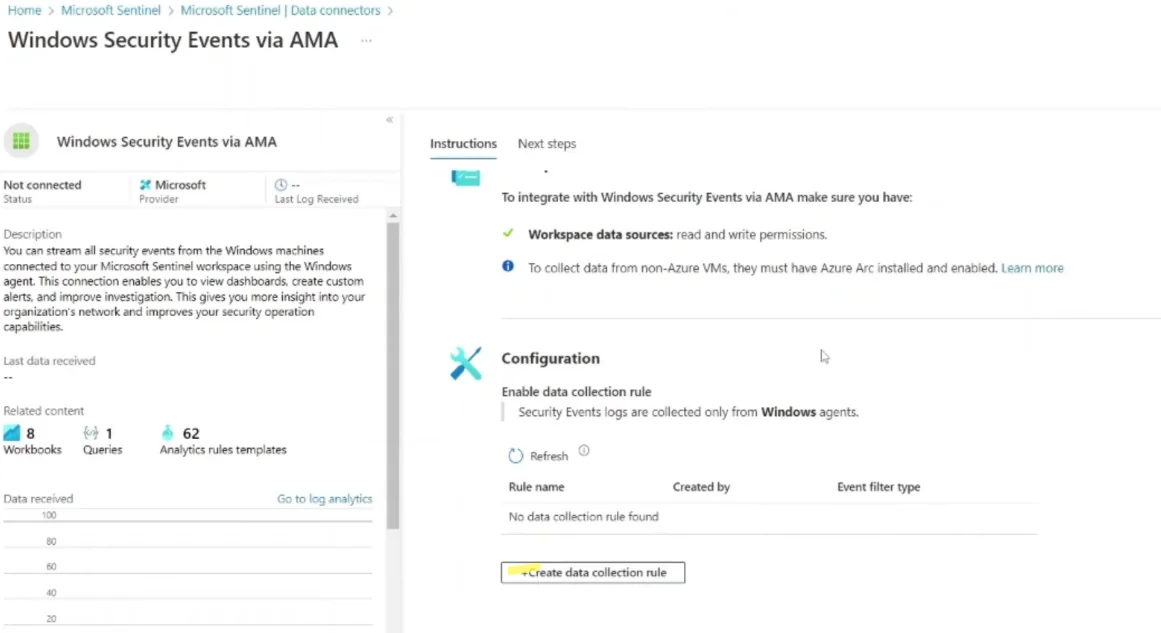 Home > Microsoft Sentinel > Microsoft Sentinel | Data connectors >
Windows Security Events via AMA ...
Windows Security Events via AMA
«
Not connected
Status
Microsoft
Provider
--
Last Log Received
Description
You can stream all security events from the Windows machines
connected to your Microsoft Sentinel workspace using the Windows
agent. This connection enables you to view dashboards, create custom
alerts, and improve investigation. This gives you more insight into your
organization's network and improves your security operation
capabilities.
Last data received
--
Related content
8
Workbooks
1
Queries
62
Analytics rules templates
Data received
Go to log analytics
100
80
60
40
20
Instructions
Next steps
To integrate with Windows Security Events via AMA make sure you have:
Workspace data sources: read and write permissions.
To collect data from non-Azure VMs, they must have Azure Arc installed and enabled. Learn more
Configuration
Enable data collection rule
Security Events logs are collected only from Windows agents.
Refresh
Rule name
Created by
Event filter type
No data collection rule found
+Create data collection rule